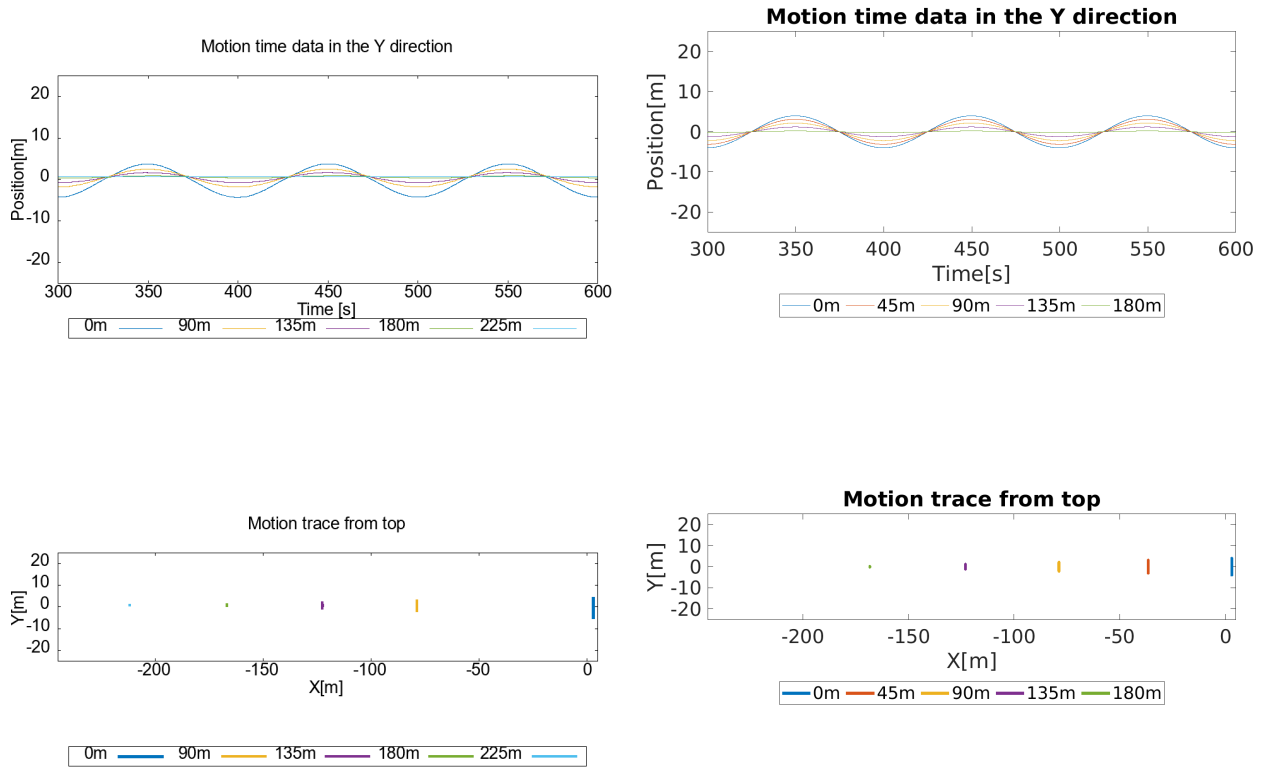 Motion time data in the Y direction
20
10
0
-10
-20
Position[m]
300 350 400 450 500 550 600
Time [s]
0m 90m 135m 180m 225m
Motion time data in the Y direction
20
10
0
-10
-20
Position[m]
300 350 400 450 500 550 600
Time[s]
0m 45m 90m 135m 180m
Motion trace from top
20
10
0
-10
-20
Y[m]
-200 -150 -100 -50 0
X[m]
0m 90m 135m 180m 225m
Motion trace from top
20
10
0
-10
-20
Y[m]
-200 -150 -100 -50 0
X[m]
0m 45m 90m 135m 180m